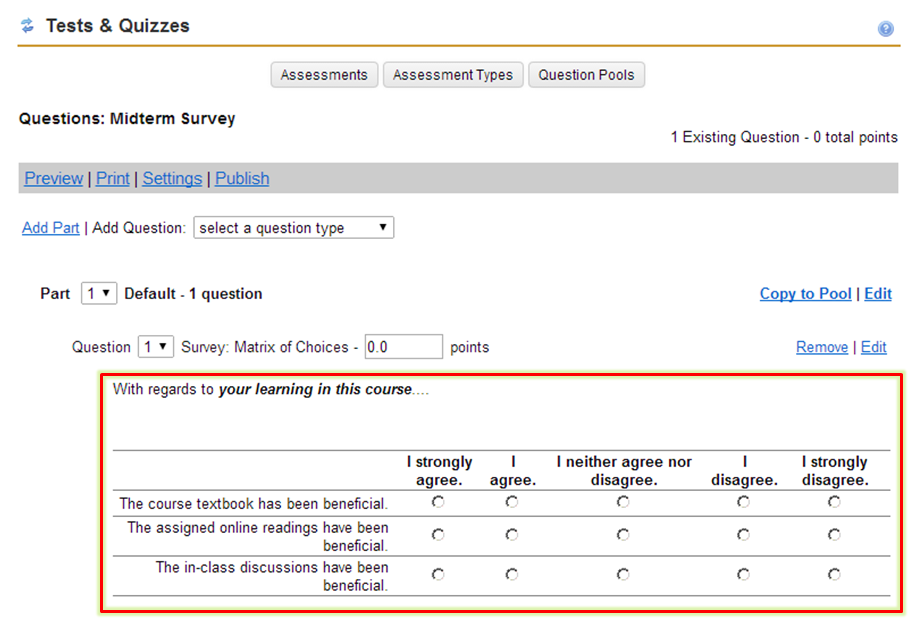 Tests & Quizzes
?
Assessments Assessment Types Question Pools
Questions: Midterm Survey
1 Existing Question - 0 total points
Preview | Print | Settings | Publish
Add Part | Add Question: select a question type
Part 1 Default - 1 question Copy to Pool | Edit
Question 1 Survey: Matrix of Choices - 0.0 points Remove | Edit
With regards to your learning in this course....
I strongly I I neither agree nor I I strongly
agree. agree. disagree. disagree. disagree.
The course textbook has been beneficial.
The assigned online readings have been
beneficial.
The in-class discussions have been
beneficial.